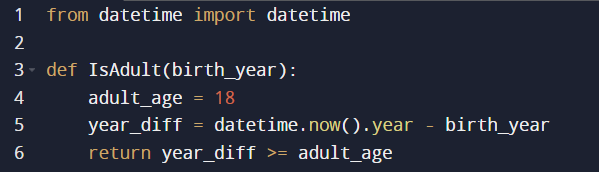 1 from datetime import datetime
2
3 def IsAdult(birth_year):
4     adult_age = 18
5     year_diff = datetime.now().year - birth_year
6     return year_diff >= adult_age